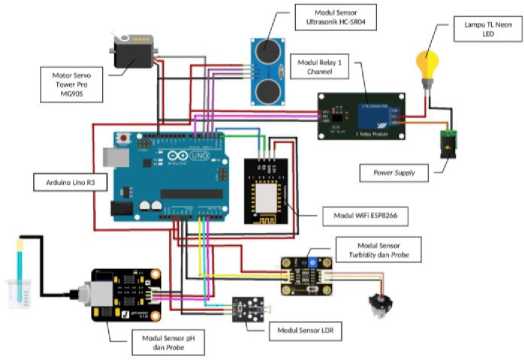 Modul Sensor
Ultrasonik HC-SR04
Lampu TL Neon
LED
Motor Servo
Tower Pro
MG90S
Modul Relay 1
Channel
1 Relay Module
Power Supply
ARDUINO
UNO
Arduino Uno R3
Modul WiFi ESP8266
Modul Sensor
Turbidity dan Probe
Modul Sensor LDR
Modul Sensor pH
dan Probe